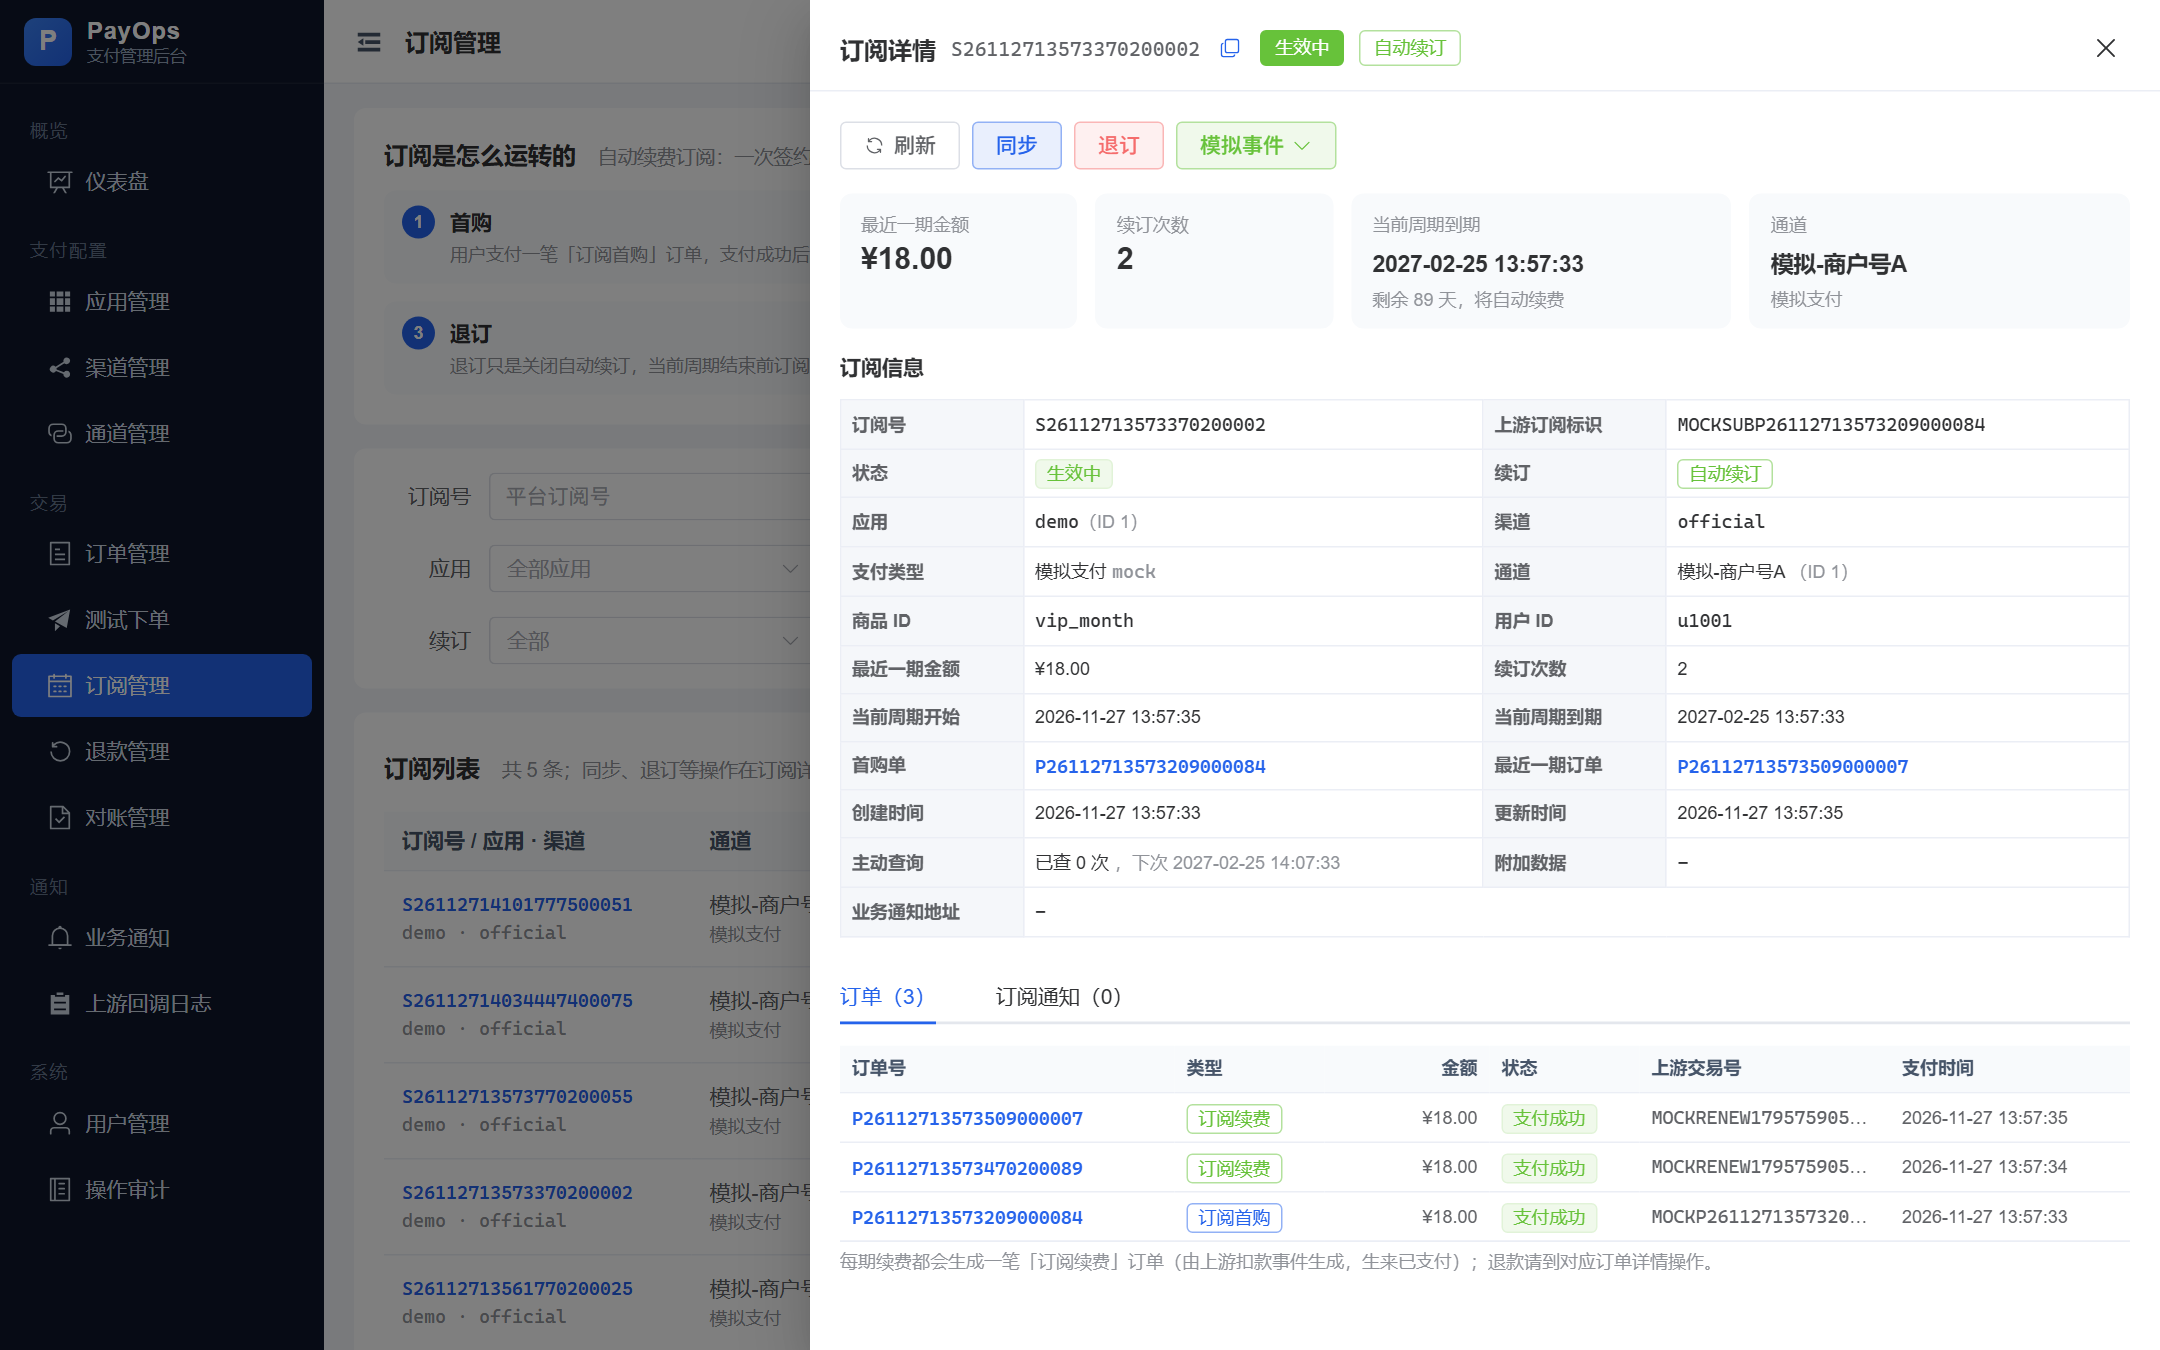 PayOps
支付管理后台
概览
仪表盘
支付配置
应用管理
渠道管理
通道管理
交易
订单管理
测试下单
订阅管理
退款管理
对账管理
通知
业务通知
上游回调日志
系统
用户管理
操作审计
订阅管理
订阅是怎么运转的 自动续费订阅：一次签约
1 首购
用户支付一笔「订阅首购」订单，支付成功后
3 退订
退订只是关闭自动续订，当前周期结束前订阅
订阅号 平台订阅号
应用 全部应用
续订 全部
订阅列表 共 5 条；同步、退订等操作在订阅详
订阅号 / 应用 · 渠道 通道
S26112714101777500051 模拟-商户号
demo · official 模拟支付
S26112714034447400075 模拟-商户号
demo · official 模拟支付
S26112713573770200055 模拟-商户号
demo · official 模拟支付
S26112713573370200002 模拟-商户号
demo · official 模拟支付
S26112713561770200025 模拟-商户号
demo · official 模拟支付
订阅详情 S26112713573370200002 生效中 自动续订
刷新 同步 退订 模拟事件
最近一期金额
¥18.00
续订次数
2
当前周期到期
2027-02-25 13:57:33
剩余 89 天，将自动续费
通道
模拟-商户号A
模拟支付
订阅信息
订阅号 S26112713573370200002 上游订阅标识 MOCKSUBP26112713573209000084
状态 生效中 续订 自动续订
应用 demo（ID 1） 渠道 official
支付类型 模拟支付 mock 通道 模拟-商户号A（ID 1）
商品 ID vip_month 用户 ID u1001
最近一期金额 ¥18.00 续订次数 2
当前周期开始 2026-11-27 13:57:35 当前周期到期 2027-02-25 13:57:33
首购单 P26112713573209000084 最近一期订单 P26112713573509000007
创建时间 2026-11-27 13:57:33 更新时间 2026-11-27 13:57:35
主动查询 已查 0 次，下次 2027-02-25 14:07:33 附加数据 –
业务通知地址 –
订单（3） 订阅通知（0）
订单号 类型 金额 状态 上游交易号 支付时间
P26112713573509000007 订阅续费 ¥18.00 支付成功 MOCKRENEW179575905... 2026-11-27 13:57:35
P26112713573470200089 订阅续费 ¥18.00 支付成功 MOCKRENEW179575905... 2026-11-27 13:57:34
P26112713573209000084 订阅首购 ¥18.00 支付成功 MOCKP2611271357320... 2026-11-27 13:57:33
每期续费都会生成一笔「订阅续费」订单（由上游扣款事件生成，生来已支付）；退款请到对应订单详情操作。